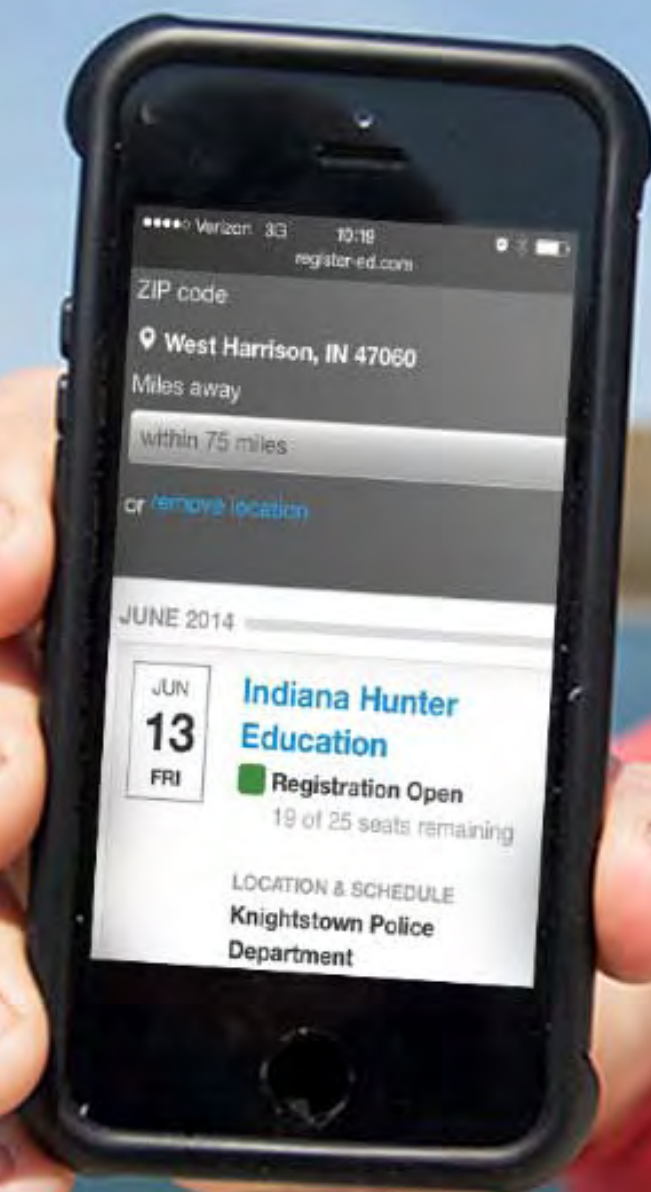 Verizon 3G 10:19
register-ed.com
ZIP code
West Harrison, IN 47060
Miles away
within 75 miles
or remove location
JUNE 2014
JUN
13
FRI
Indiana Hunter
Education
Registration Open
19 of 25 seats remaining
LOCATION & SCHEDULE
Knightstown Police
Department